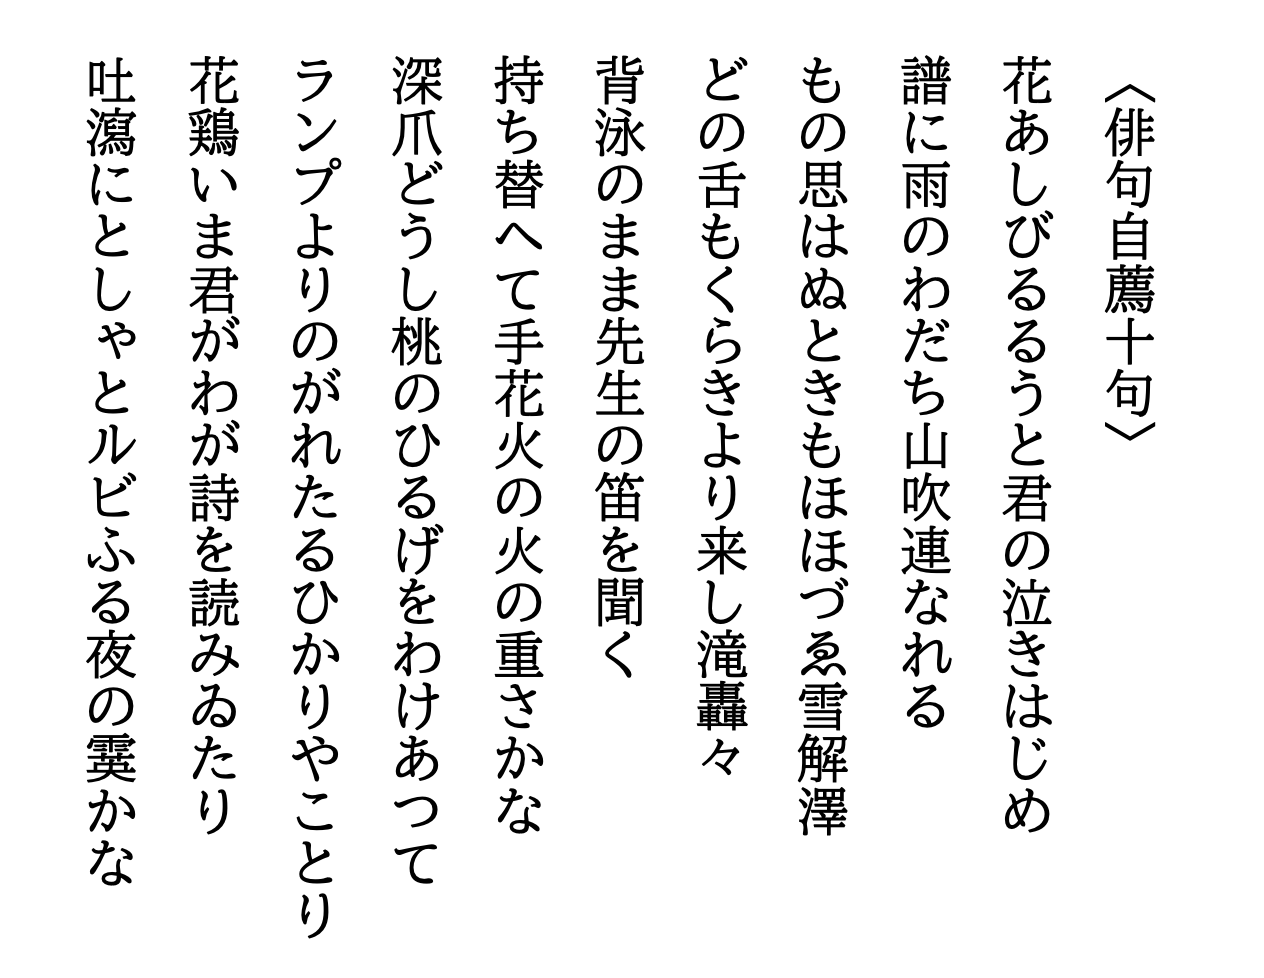 〈俳句自薦十句〉
花あしびるるうと君の泣きはじめ
譜に雨のわだち山吹連なれる
もの思はぬときもほほづゑ雪解澤
どの舌もくらきより来し滝轟々
背泳のまま先生の笛を聞く
持ち替へて手花火の火の重さかな
深爪どうし桃のひるげをわけあつて
ランプよりのがれたるひかりやことり
花鶏いま君がわが詩を読みゐたり
吐瀉にとしゃとルビふる夜の霙かな